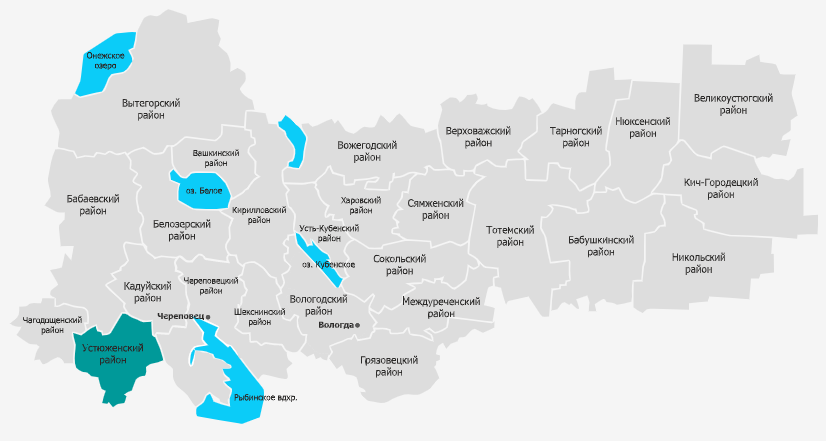 Онежское
озеро
Вытегорский
район
Великоустюгский
район
Нюксенский
район
Тарногский
район
Верховажский
район
Вожегодский
район
Вашкинский
район
оз. Белое
Кич-Городецкий
район
Бабаевский
район
Белозерский
район
Кирилловский
район
Харовский
район
Сямженский
район
Усть-Кубенский
район
Тотемский
район
Бабушкинский
район
Никольский
район
оз. Кубенское
Сокольский
район
Кадуйский
район
Череповецкий
район
Вологодский
район
Междуреченский
район
Чагодощенский
район
Череповец
Шекснинский
район
Вологда
Устюженский
район
Грязовецкий
район
Рыбинское вдхр.